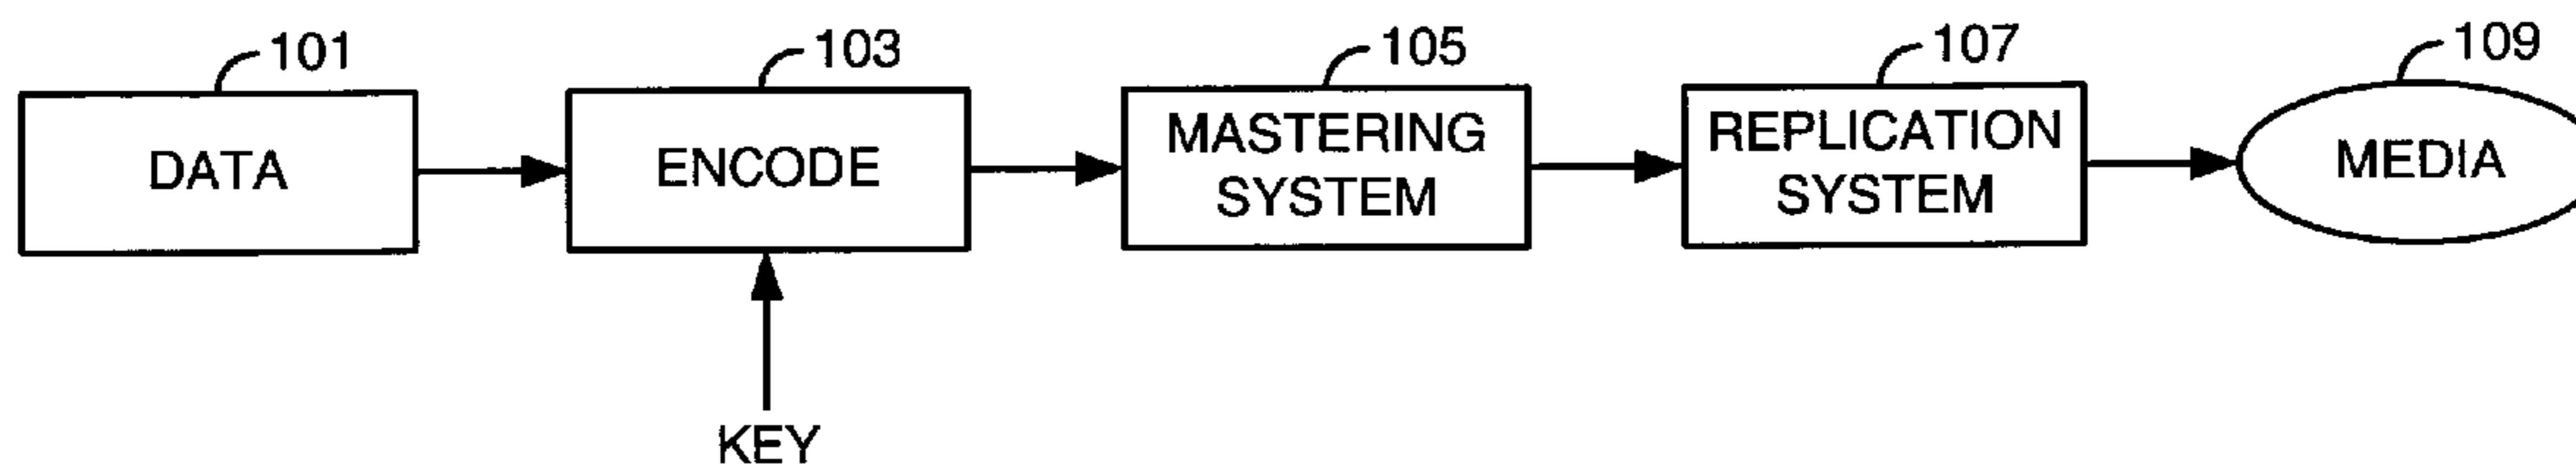 101
103
105
107
109
DATA
ENCODE
MASTERING
SYSTEM
REPLICATION
SYSTEM
MEDIA
KEY